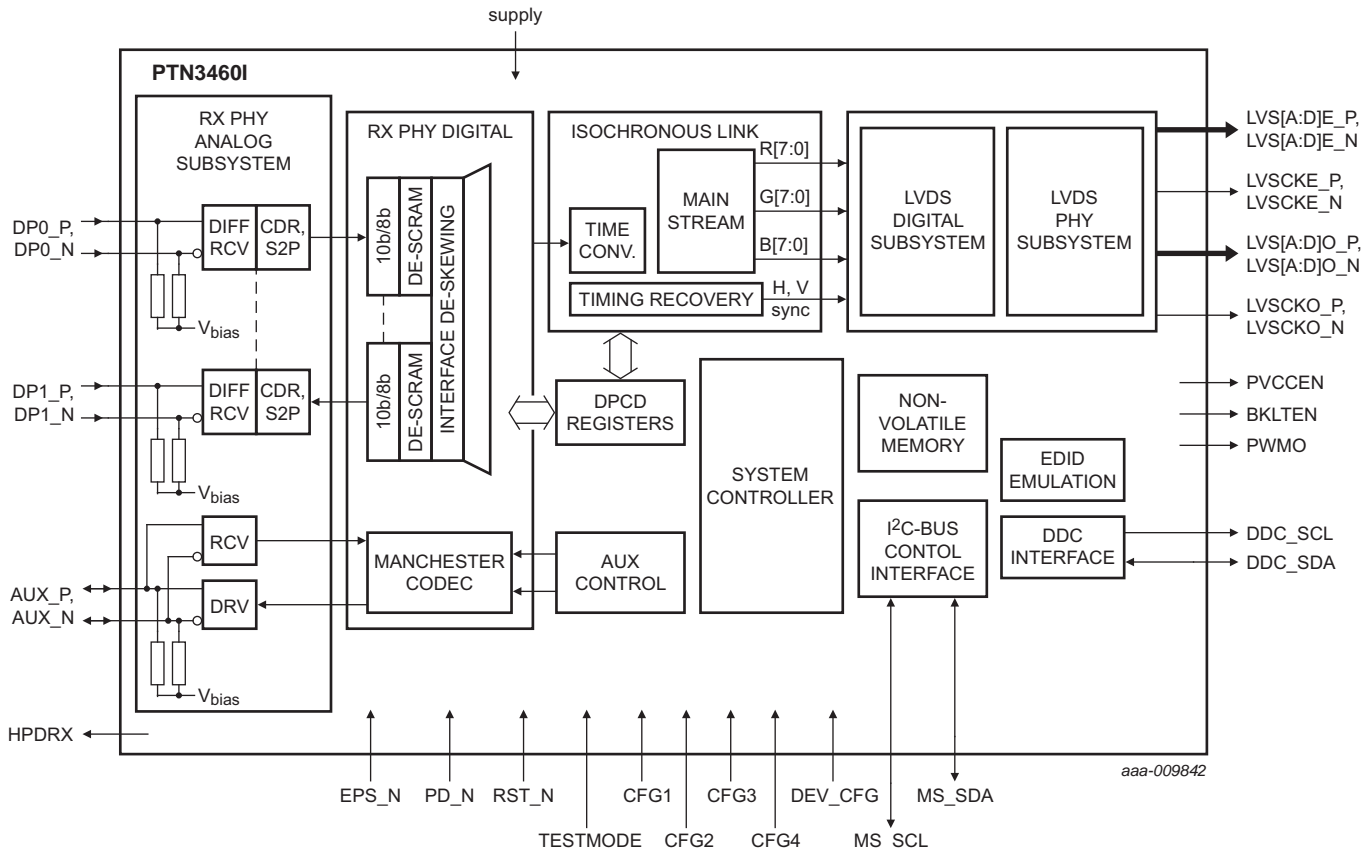 supply
PTN3460I
RX PHY
ANALOG
SUBSYSTEM
DP0_P,
DP0_N
DIFF
RCV
CDR,
S2P
Vbias
DP1_P,
DP1_N
DIFF
RCV
CDR,
S2P
Vbias
RCV
AUX_P,
AUX_N
DRV
Vbias
HPDRX
RX PHY DIGITAL
10b/8b
DE-SCRAM
10b/8b
DE-SCRAM
INTERFACE DE-SKEWING
MANCHESTER
CODEC
ISOCHRONOUS LINK
TIME
CONV.
MAIN
STREAM
R[7:0]
G[7:0]
B[7:0]
TIMING RECOVERY
H, V
sync
DPCD
REGISTERS
AUX
CONTROL
LVDS
DIGITAL
SUBSYSTEM
LVDS
PHY
SUBSYSTEM
SYSTEM
CONTROLLER
NON-
VOLATILE
MEMORY
EDID
EMULATION
I2C-BUS
CONTOL
INTERFACE
DDC
INTERFACE
LVS[A:D]E_P,
LVS[A:D]E_N
LVSCKE_P,
LVSCKE_N
LVS[A:D]O_P,
LVS[A:D]O_N
LVSCKO_P,
LVSCKO_N
PVCCEN
BKLTEN
PWMO
DDC_SCL
DDC_SDA
aaa-009842
EPS_N
PD_N
RST_N
TESTMODE
CFG1
CFG2
CFG3
CFG4
DEV_CFG
MS_SCL
MS_SDA